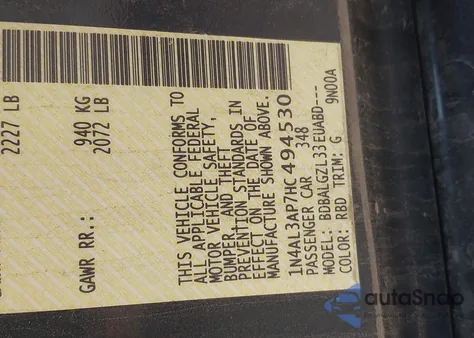 2227 LB
GAWR RR.: 940 KG
2072 LB
THIS VEHICLE CONFORMS TO
ALL APPLICABLE FEDERAL
MOTOR VEHICLE SAFETY,
BUMPER, AND THEFT
PREVENTION STANDARDS IN
EFFECT ON THE DATE OF
MANUFACTURE SHOWN ABOVE.
1N4AL3AP7HC494530
PASSENGER CAR 348
MODEL: BDBALGZL33EUABD---
COLOR: RBD TRIM: G 9N00A
autaSnap